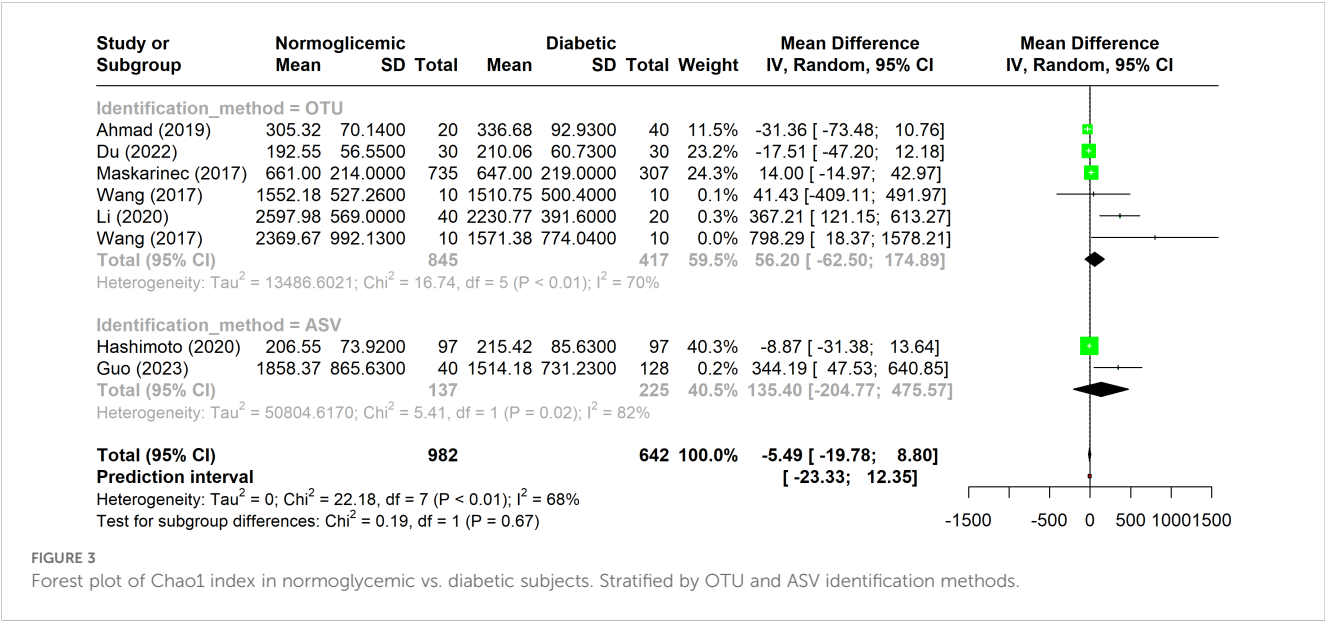 Study or Normoglicemic Diabetic Mean Difference Mean Difference
Subgroup Mean SD Total Mean SD Total Weight IV, Random, 95% CI IV, Random, 95% CI
Identification_method = OTU
Ahmad (2019) 305.32 70.1400 20 336.68 92.9300 40 11.5% -31.36 [ -73.48; 10.76]
Du (2022) 192.55 56.5500 30 210.06 60.7300 30 23.2% -17.51 [ -47.20; 12.18]
Maskarinec (2017) 661.00 214.0000 735 647.00 219.0000 307 24.3% 14.00 [ -14.97; 42.97]
Wang (2017) 1552.18 527.2600 10 1510.75 500.4000 10 0.1% 41.43 [-409.11; 491.97]
Li (2020) 2597.98 569.0000 40 2230.77 391.6000 20 0.3% 367.21 [ 121.15; 613.27]
Wang (2017) 2369.67 992.1300 10 1571.38 774.0400 10 0.0% 798.29 [ 18.37; 1578.21]
Total (95% CI) 845 417 59.5% 56.20 [ -62.50; 174.89]
Heterogeneity: Tau² = 13486.6021; Chi² = 16.74, df = 5 (P < 0.01); I² = 70%
Identification_method = ASV
Hashimoto (2020) 206.55 73.9200 97 215.42 85.6300 97 40.3% -8.87 [ -31.38; 13.64]
Guo (2023) 1858.37 865.6300 40 1514.18 731.2300 128 0.2% 344.19 [ 47.53; 640.85]
Total (95% CI) 137 225 40.5% 135.40 [ -204.77; 475.57]
Heterogeneity: Tau² = 50804.6170; Chi² = 5.41, df = 1 (P = 0.02); I² = 82%
Total (95% CI) 982 642 100.0% -5.49 [ -19.78; 8.80]
Prediction interval [ -23.33; 12.35]
Heterogeneity: Tau² = 0; Chi² = 22.18, df = 7 (P < 0.01); I² = 68%
Test for subgroup differences: Chi² = 0.19, df = 1 (P = 0.67)
-1500 -500 0 500 1000 1500
FIGURE 3
Forest plot of Chao1 index in normoglycemic vs. diabetic subjects. Stratified by OTU and ASV identification methods.